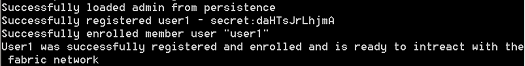 Successfully loaded admin from persistence
Successfully registered user1 - secret:daHTsJrLhjmA
Successfully enrolled member user "user1"
User1 was successfully registered and enrolled and is ready to intreact with the
fabric network